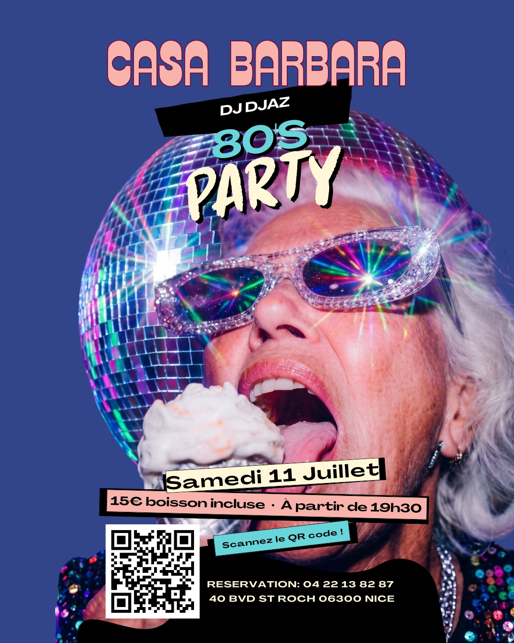 CASA BARBARA
DJ DJAZ
80'S
PARTY
Samedi 11 Juillet
15€ boisson incluse · À partir de 19h30
Scannez le QR code !
RESERVATION: 04 22 13 82 87
40 BVD ST ROCH 06300 NICE